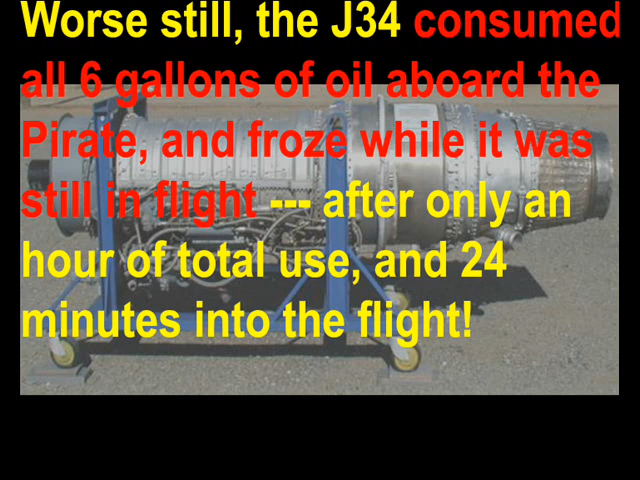 Worse still, the J34 consumed
all 6 gallons of oil aboard the
Pirate, and froze while it was
still in flight --- after only an
hour of total use, and 24
minutes into the flight!